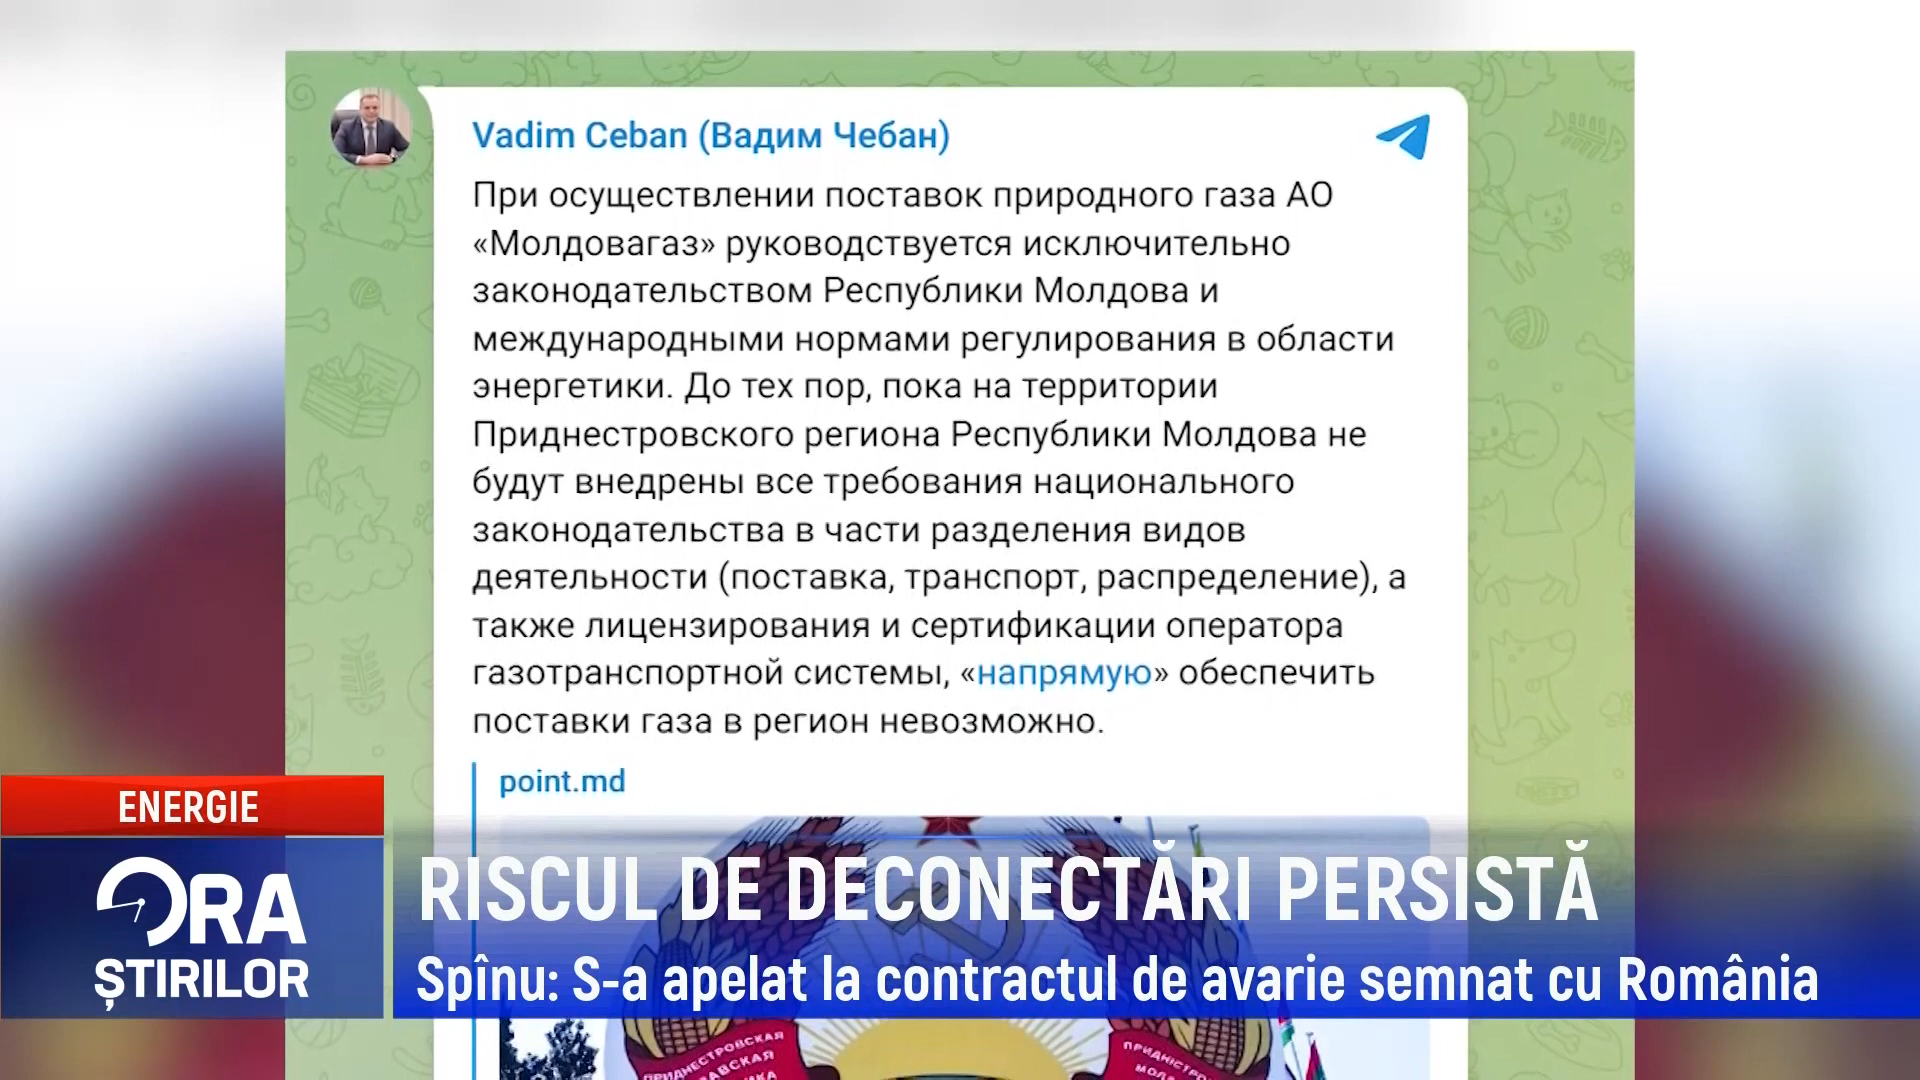 Vadim Ceban (Вадим Чебан)
При осуществлении поставок природного газа АО
«Молдовагаз» руководствуется исключительно
законодательством Республики Молдова и
международными нормами регулирования в области
энергетики. До тех пор, пока на территории
Приднестровского региона Республики Молдова не
будут внедрены все требования национального
законодательства в части разделения видов
деятельности (поставка, транспорт, распределение), а
также лицензирования и сертификации оператора
газотранспортной системы, «напрямую» обеспечить
поставки газа в регион невозможно.
point.md
ENERGIE
ORA
ȘTIRILOR
RISCUL DE DECONECTĂRI PERSISTĂ
Spînu: S-a apelat la contractul de avarie semnat cu România
ПРИДНЕСТРОВСКАЯ